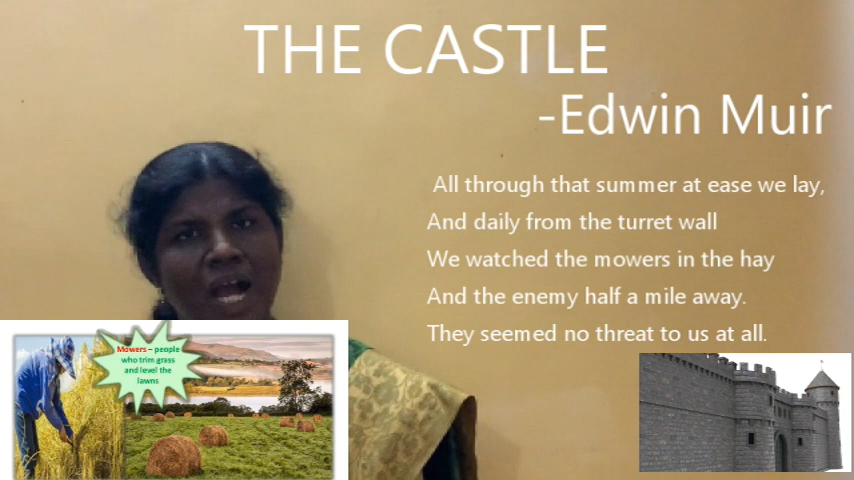 THE CASTLE
-Edwin Muir
All through that summer at ease we lay,
And daily from the turret wall
We watched the mowers in the hay
And the enemy half a mile away.
They seemed no threat to us at all.
Mowers – people
who trim grass
and level the
lawns